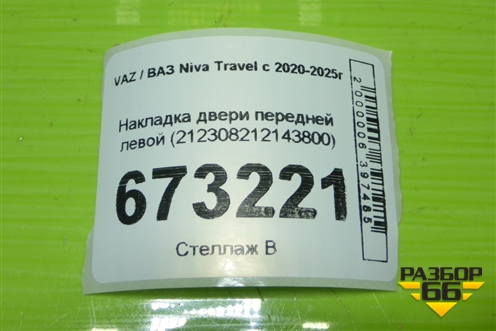 VAZ / ВАЗ Niva Travel с 2020-2025г
Накладка двери передней
левой (212308212143800)
673221
Стеллаж В
2000006397485
РАЗБОР
66